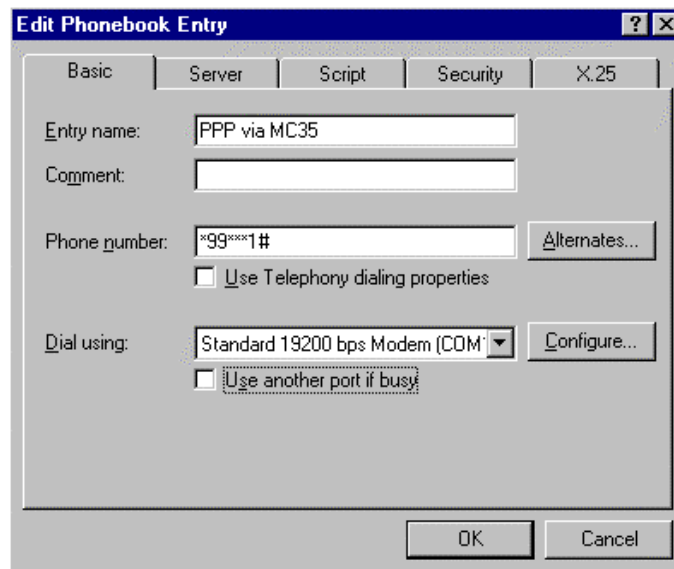 Edit Phonebook Entry
Basic Server Script Security X.25
Entry name: PPP via MC35
Comment:
Phone number: *99***1# Alternates...
Use Telephony dialing properties
Dial using: Standard 19200 bps Modem (COM1 Configure...
Use another port if busy
OK Cancel